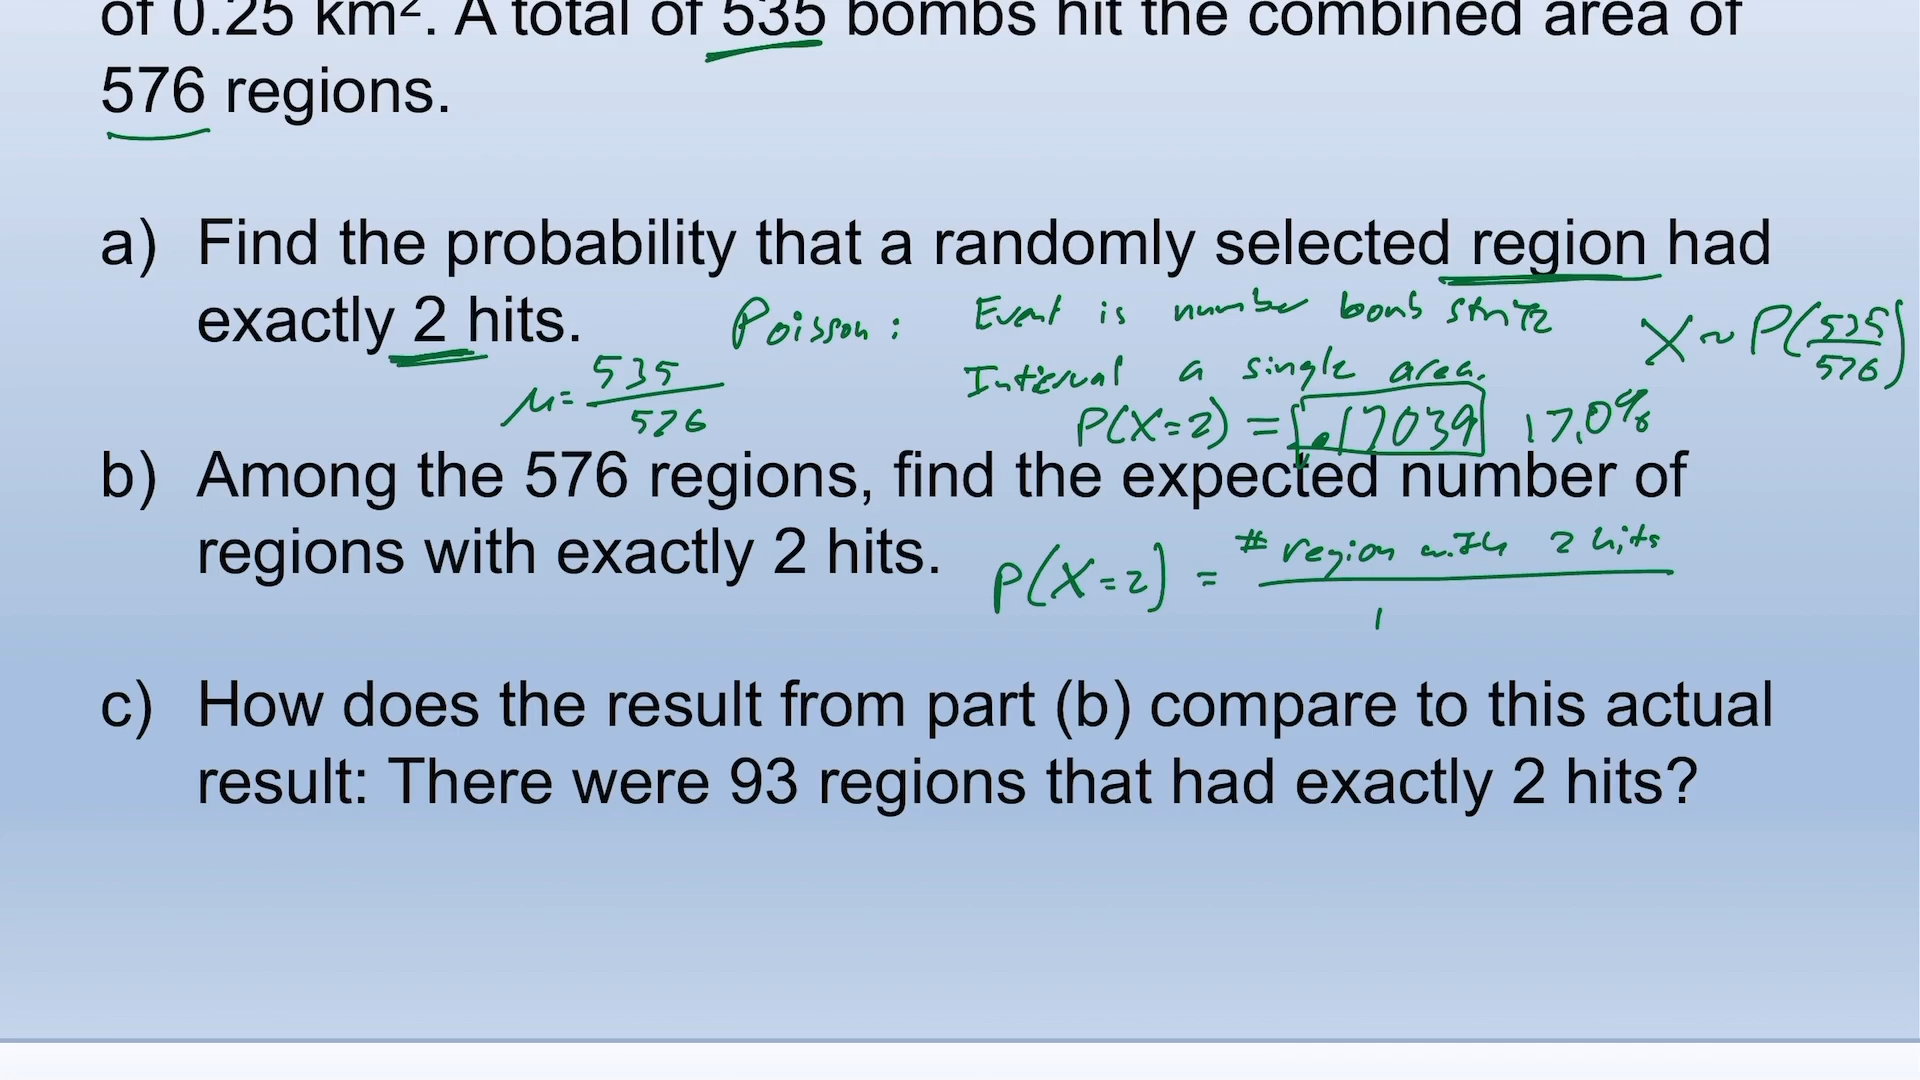 of 0.25 km². A total of 535 bombs hit the combined area of
576 regions.
a) Find the probability that a randomly selected region had
exactly 2 hits.
Poisson: Event is number bomb strike
X~P(535/576)
μ= 535/576
Interval a single area.
P(X=2) = .17039 17.0%
b) Among the 576 regions, find the expected number of
regions with exactly 2 hits.
P(X=2) = # region with 2 hits
c) How does the result from part (b) compare to this actual
result: There were 93 regions that had exactly 2 hits?